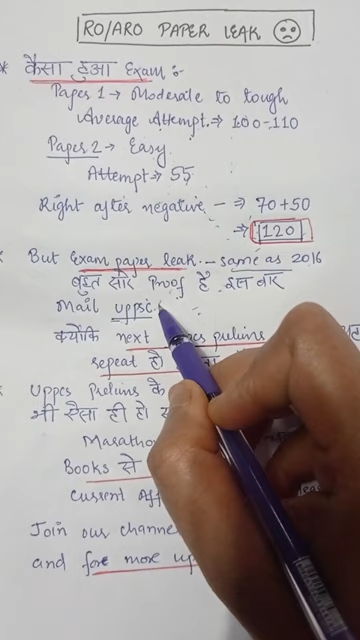 RO/ARO PAPER LEAK
* कैसा हुआ Exam :-
Paper 1 → Moderate to tough
Average Attempt. ⇒ 100-110
Paper 2 → Easy
Attempt ⇒ 55
Right after negative - ⇒ 70+50
⇒ 120
* But Exam paper leak - same as 2016
बहुत सारे Proof हैं इस बार
Mail uppsc.
क्योंकि next prelims
repeat हो
* UPPCS Prelims के
भी सैसा ही हो
Marathon
Books से
Current Aff
Join our channel
and for more up